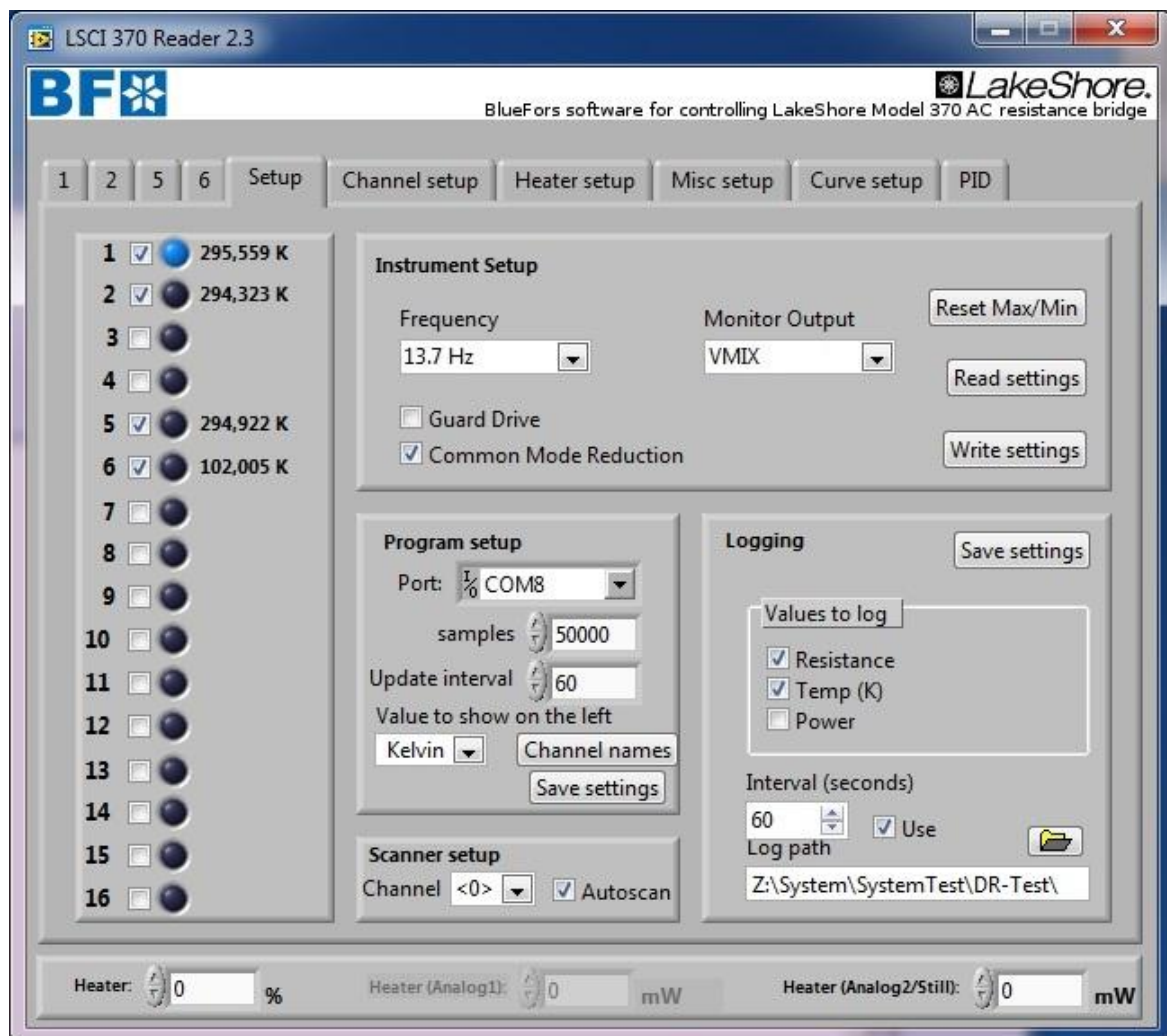 LSCI 370 Reader 2.3
BF
LakeShore.
BlueFors software for controlling LakeShore Model 370 AC resistance bridge
1 2 5 6 Setup Channel setup Heater setup Misc setup Curve setup PID
1 295,559 K
2 294,323 K
3
4
5 294,922 K
6 102,005 K
7
8
9
10
11
12
13
14
15
16
Instrument Setup
Frequency
13.7 Hz
Guard Drive
Common Mode Reduction
Monitor Output
VMIX
Reset Max/Min
Read settings
Write settings
Program setup
Port: I/O COM8
samples 50000
Update interval 60
Value to show on the left
Kelvin Channel names
Save settings
Scanner setup
Channel <0> Autoscan
Logging
Save settings
Values to log
Resistance
Temp (K)
Power
Interval (seconds)
60 Use
Log path
Z:\System\SystemTest\DR-Test\
Heater: 0 % Heater (Analog1): 0 mW Heater (Analog2/Still): 0 mW